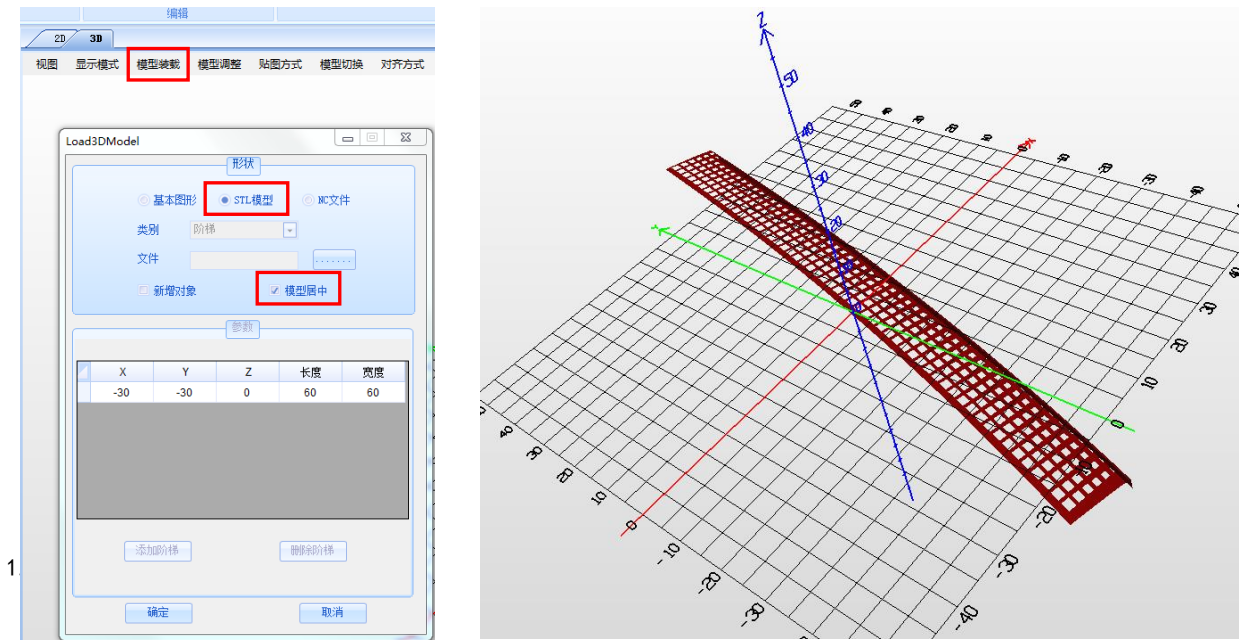 编辑
2D 3D
视图 显示模式 模型装载 模型调整 贴图方式 模型切换 对齐方式
Load3DModel
形状
基本图形 STL模型 NC文件
类别 阶梯
文件 .......
新增对象 模型居中
参数
X Y Z 长度 宽度
-30 -30 0 60 60
添加阶梯 删除阶梯
1
确定 取消
Z
50
40
30
20
Y
X
0
40
30
20
10
0
-10
-20
-30
40
30
20
10
0
-20
-30
-40